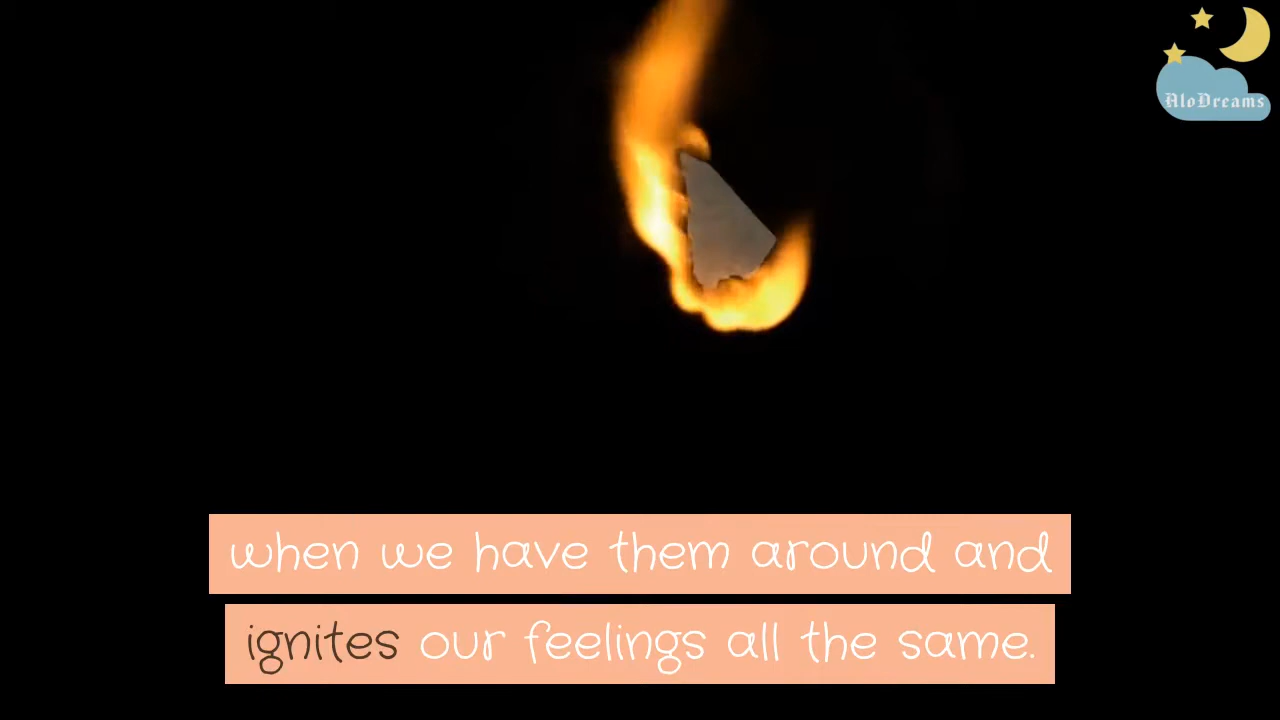 AloDreams
when we have them around and
ignites our feelings all the same.